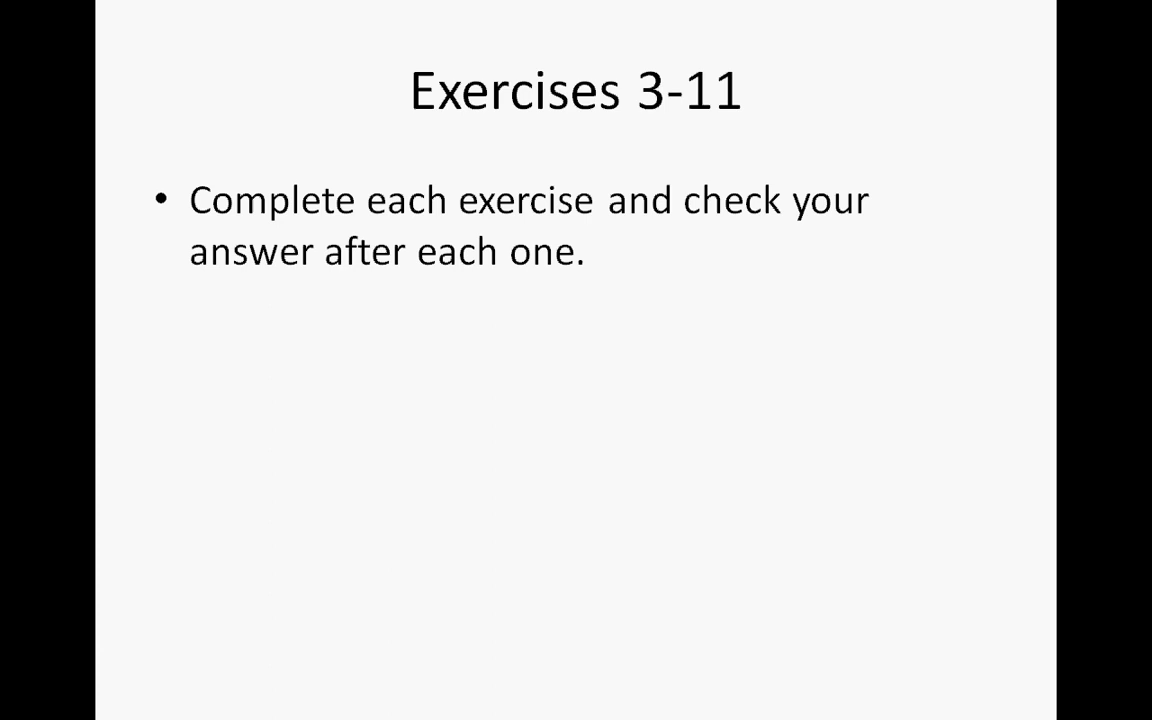 Exercises 3-11
• Complete each exercise and check your
answer after each one.